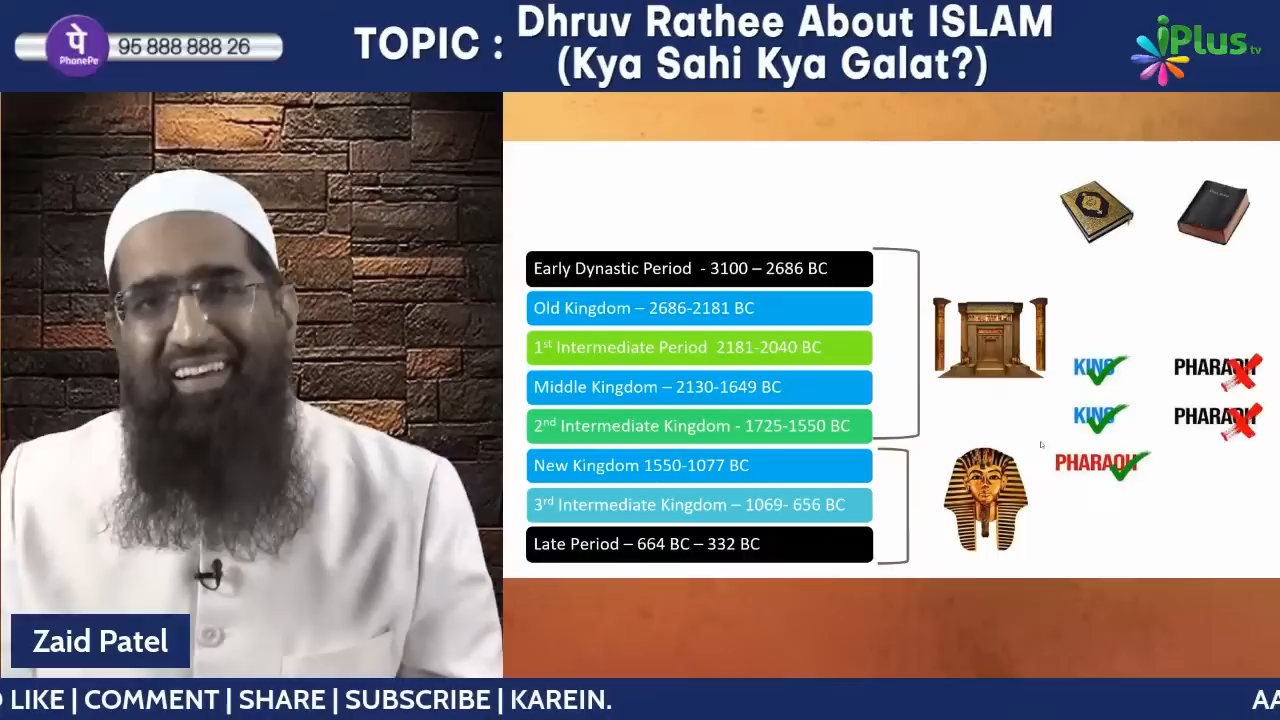 पे
PhonePe
95 888 888 26
TOPIC :
Dhruv Rathee About ISLAM
(Kya Sahi Kya Galat?)
iPlus tv
Early Dynastic Period - 3100 – 2686 BC
Old Kingdom – 2686-2181 BC
1st Intermediate Period 2181-2040 BC
Middle Kingdom – 2130-1649 BC
2nd Intermediate Kingdom - 1725-1550 BC
New Kingdom 1550-1077 BC
3rd Intermediate Kingdom – 1069- 656 BC
Late Period – 664 BC – 332 BC
KING PHARAOH
KING PHARAOH
PHARAOH
Zaid Patel
LIKE | COMMENT | SHARE | SUBSCRIBE | KAREIN.